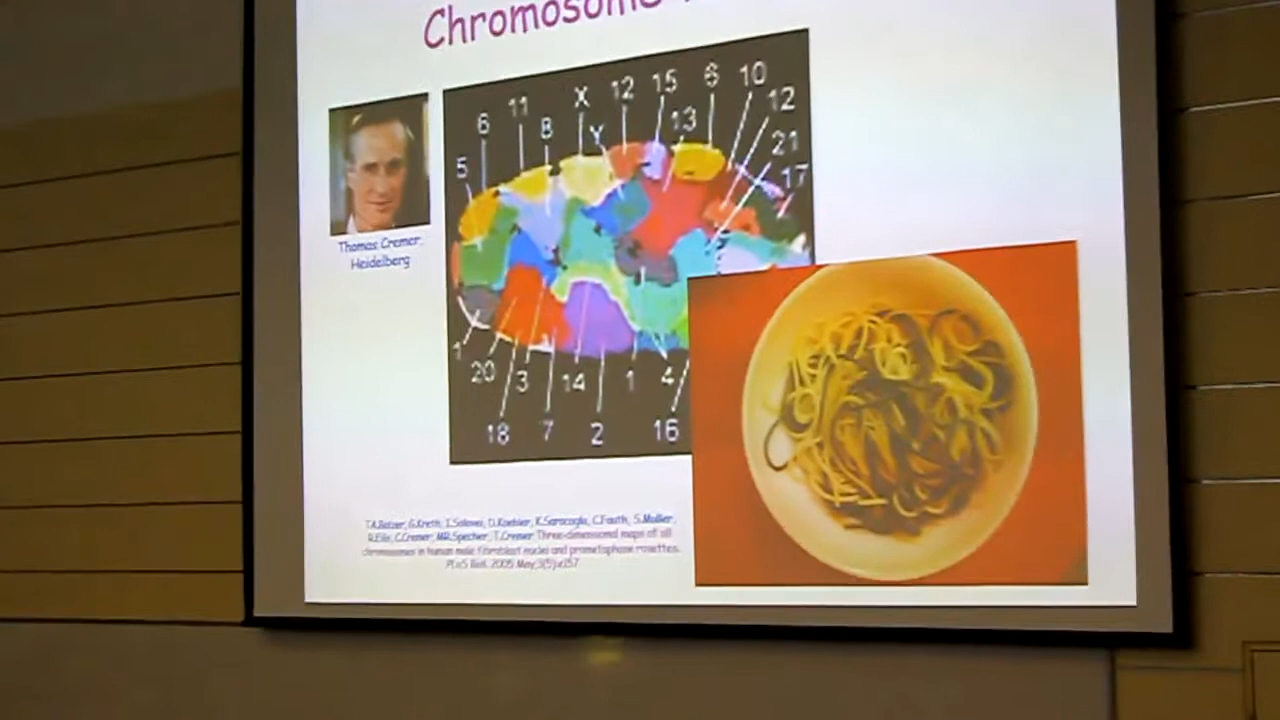 Chromosome
6 11 8 X Y 12 15 13 6 10 12 21 17
5
Thomas Cremer,
Heidelberg
1 20 3 14 1 4
18 7 2 16
T.A.Bolzer, G.Kreth, I.Solovei, D.Koehler, K.Saracoglu, C.Fauth, S.Muller,
R.Eils, C.Cremer, MR.Speicher, T.Cremer Three-dimensional maps of all
chromosomes in human male fibroblast nuclei and prometaphase rosettes.
PLoS Biol. 2005 May;3(5):e157